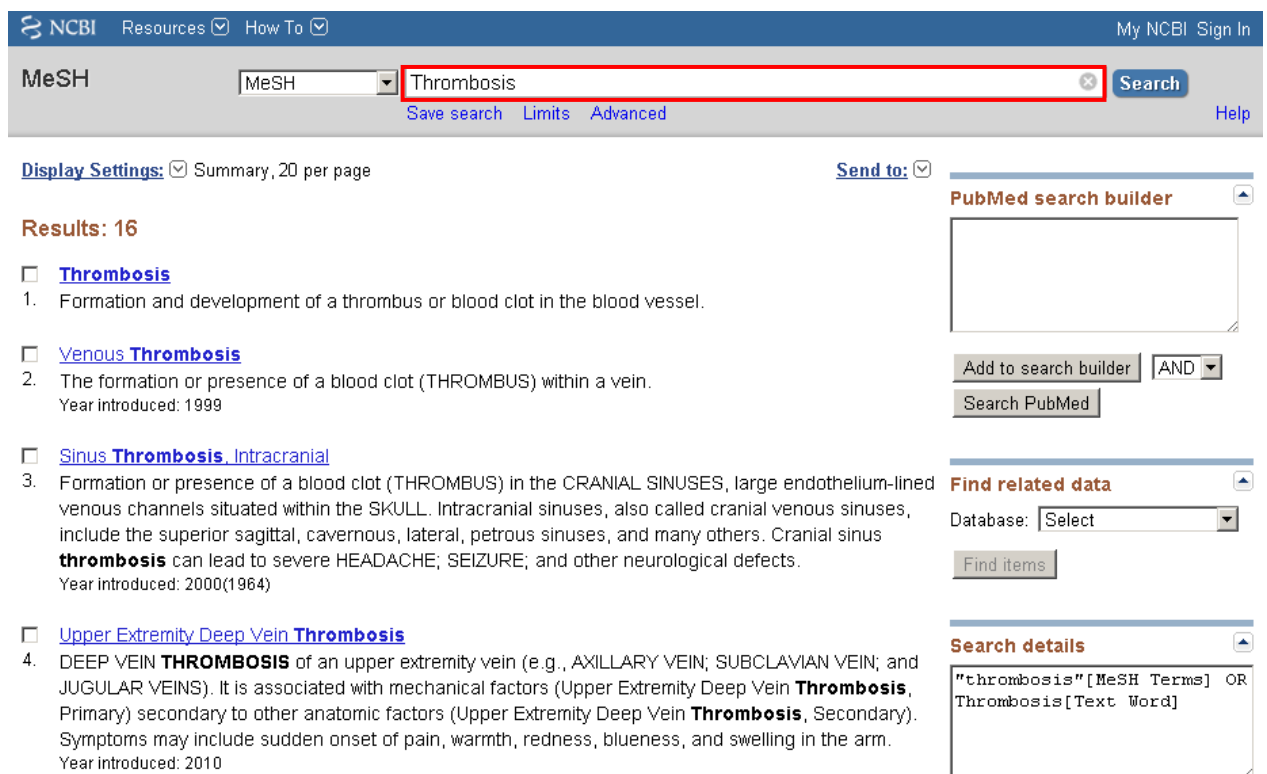 NCBI Resources How To My NCBI Sign In
MeSH MeSH Thrombosis Search
Save search Limits Advanced Help
Display Settings: Summary, 20 per page Send to:
Results: 16
Thrombosis
1. Formation and development of a thrombus or blood clot in the blood vessel.
Venous Thrombosis
2. The formation or presence of a blood clot (THROMBUS) within a vein.
Year introduced: 1999
Sinus Thrombosis, Intracranial
3. Formation or presence of a blood clot (THROMBUS) in the CRANIAL SINUSES, large endothelium-lined
venous channels situated within the SKULL. Intracranial sinuses, also called cranial venous sinuses,
include the superior sagittal, cavernous, lateral, petrous sinuses, and many others. Cranial sinus
thrombosis can lead to severe HEADACHE; SEIZURE; and other neurological defects.
Year introduced: 2000(1964)
Upper Extremity Deep Vein Thrombosis
4. DEEP VEIN THROMBOSIS of an upper extremity vein (e.g., AXILLARY VEIN; SUBCLAVIAN VEIN; and
JUGULAR VEINS). It is associated with mechanical factors (Upper Extremity Deep Vein Thrombosis,
Primary) secondary to other anatomic factors (Upper Extremity Deep Vein Thrombosis, Secondary).
Symptoms may include sudden onset of pain, warmth, redness, blueness, and swelling in the arm.
Year introduced: 2010
PubMed search builder
Add to search builder AND
Search PubMed
Find related data
Database: Select
Find items
Search details
"thrombosis"[MeSH Terms] OR
Thrombosis[Text Word]